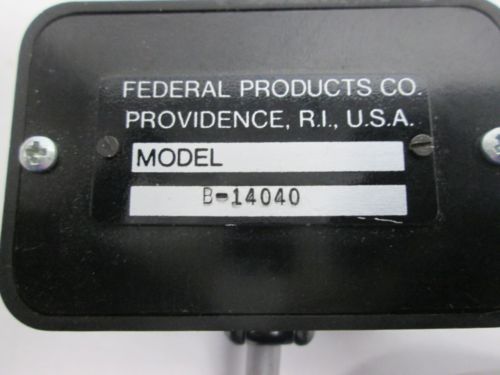 FEDERAL PRODUCTS CO.
PROVIDENCE, R.I., U.S.A.
MODEL
B-14040